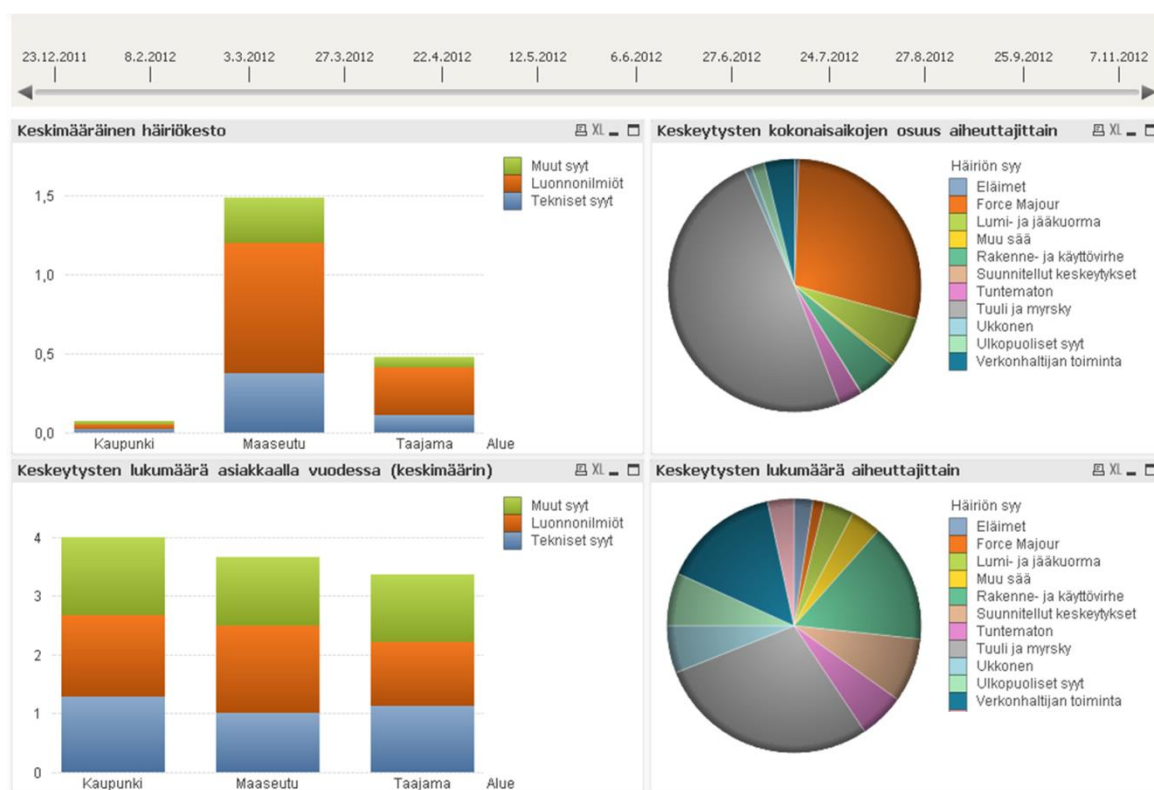 23.12.2011 8.2.2012 3.3.2012 27.3.2012 22.4.2012 12.5.2012 6.6.2012 27.6.2012 24.7.2012 27.8.2012 25.9.2012 7.11.2012
Keskimääräinen häiriökesto XL
Muut syyt
Luonnonilmiöt
Tekniset syyt
1,5
1,0
0,5
0,0
Kaupunki Maaseutu Taajama Alue
Keskeytysten kokonaisaikojen osuus aiheuttajittain XL
Häiriön syy
Eläimet
Force Majour
Lumi- ja jääkuorma
Muu sää
Rakenne- ja käyttövirhe
Suunnitellut keskeytykset
Tuntematon
Tuuli ja myrsky
Ukkonen
Ulkopuoliset syyt
Verkonhaltijan toiminta
Keskeytysten lukumäärä asiakkaalla vuodessa (keskimäärin) XL
Muut syyt
Luonnonilmiöt
Tekniset syyt
4
3
2
1
0
Kaupunki Maaseutu Taajama Alue
Keskeytysten lukumäärä aiheuttajittain XL
Häiriön syy
Eläimet
Force Majour
Lumi- ja jääkuorma
Muu sää
Rakenne- ja käyttövirhe
Suunnitellut keskeytykset
Tuntematon
Tuuli ja myrsky
Ukkonen
Ulkopuoliset syyt
Verkonhaltijan toiminta